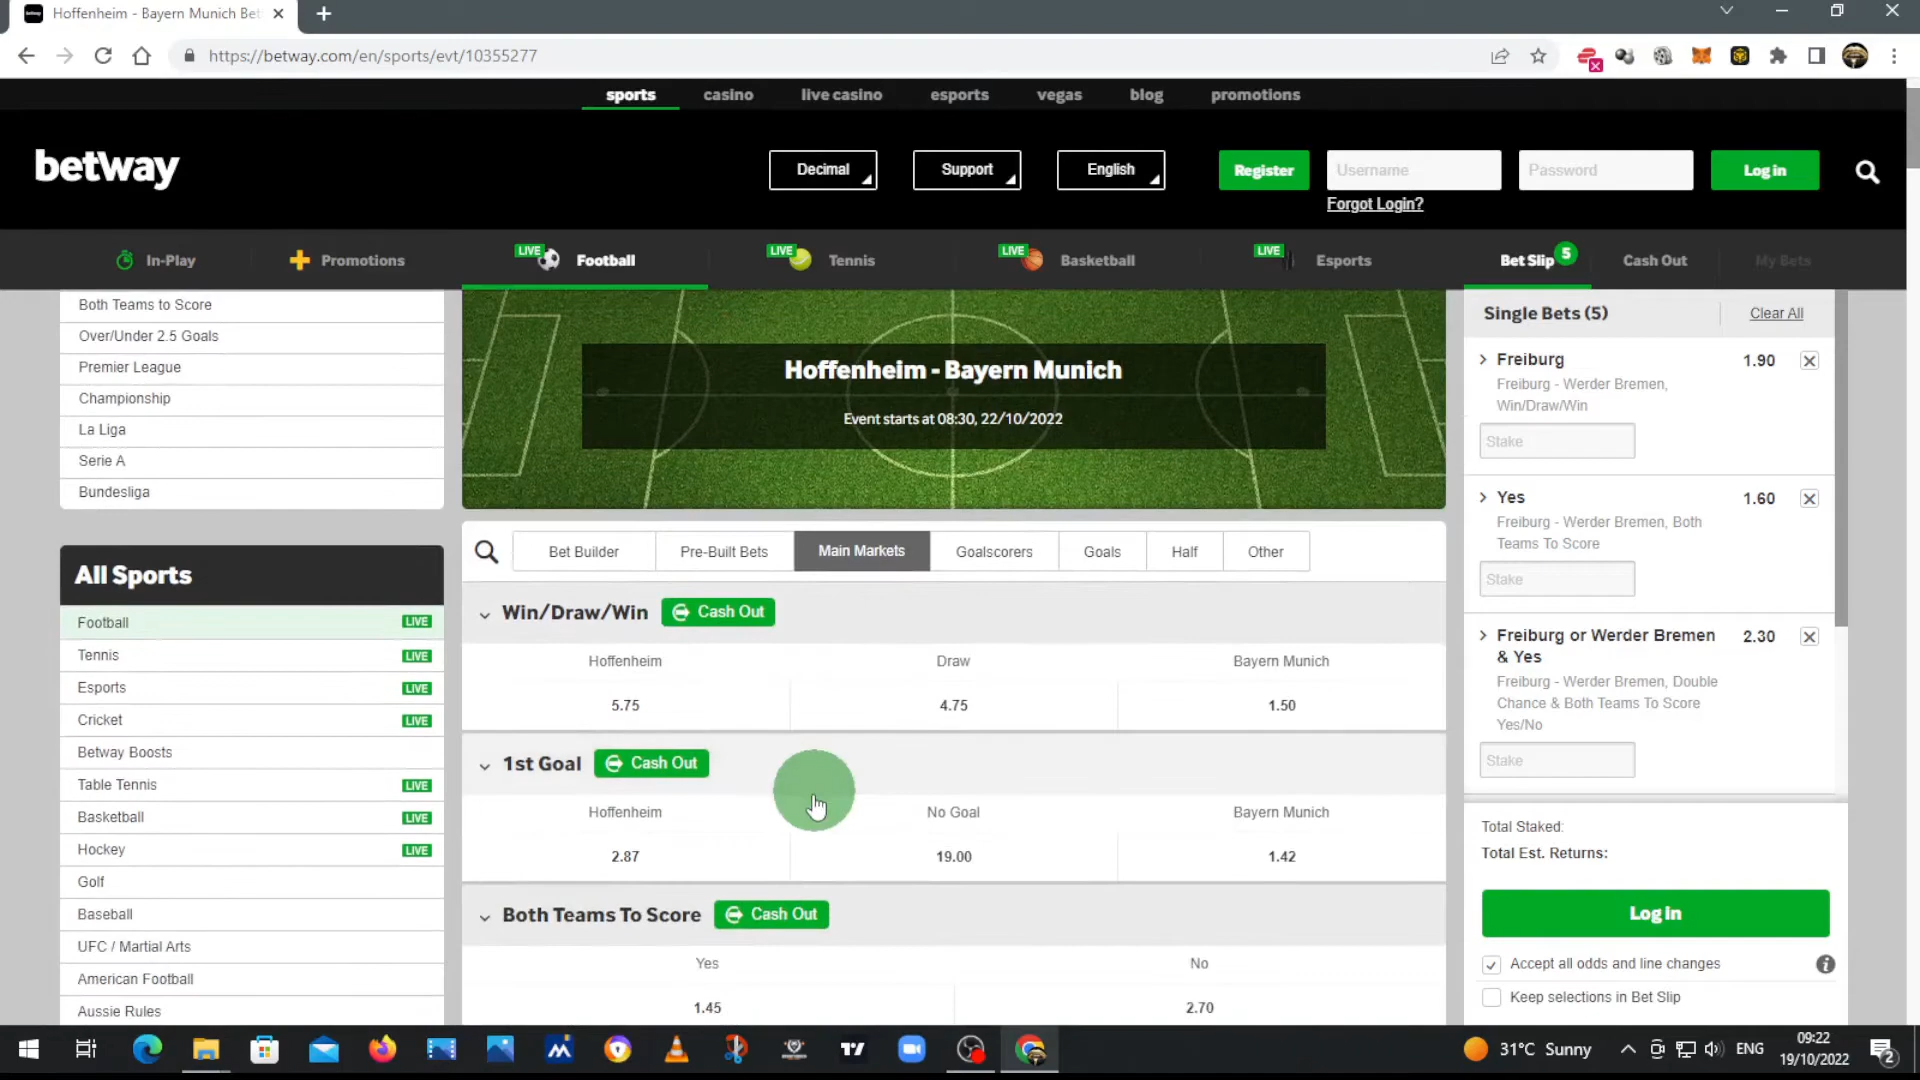 Hoffenheim - Bayern Munich Bet
https://betway.com/en/sports/evt/10355277
sports casino live casino esports vegas blog promotions
betway
Decimal Support English Register Username Password Log in
Forgot Login?
In-Play Promotions LIVE Football LIVE Tennis LIVE Basketball LIVE Esports Bet Slip 5 Cash Out My Bets
Both Teams to Score
Over/Under 2.5 Goals
Premier League
Championship
La Liga
Serie A
Bundesliga
All Sports
Football LIVE
Tennis LIVE
Esports LIVE
Cricket LIVE
Betway Boosts
Table Tennis LIVE
Basketball LIVE
Hockey LIVE
Golf
Baseball
UFC / Martial Arts
American Football
Aussie Rules
Hoffenheim - Bayern Munich
Event starts at 08:30, 22/10/2022
Bet Builder Pre-Built Bets Main Markets Goalscorers Goals Half Other
Win/Draw/Win Cash Out
Hoffenheim Draw Bayern Munich
5.75 4.75 1.50
1st Goal Cash Out
Hoffenheim No Goal Bayern Munich
2.87 19.00 1.42
Both Teams To Score Cash Out
Yes No
1.45 2.70
Single Bets (5) Clear All
Freiburg 1.90
Freiburg - Werder Bremen,
Win/Draw/Win
Stake
Yes 1.60
Freiburg - Werder Bremen, Both
Teams To Score
Stake
Freiburg or Werder Bremen 2.30
& Yes
Freiburg - Werder Bremen, Double
Chance & Both Teams To Score
Yes/No
Stake
Total Staked:
Total Est. Returns:
Log in
Accept all odds and line changes
Keep selections in Bet Slip
31°C Sunny ENG
09:22
19/10/2022
2